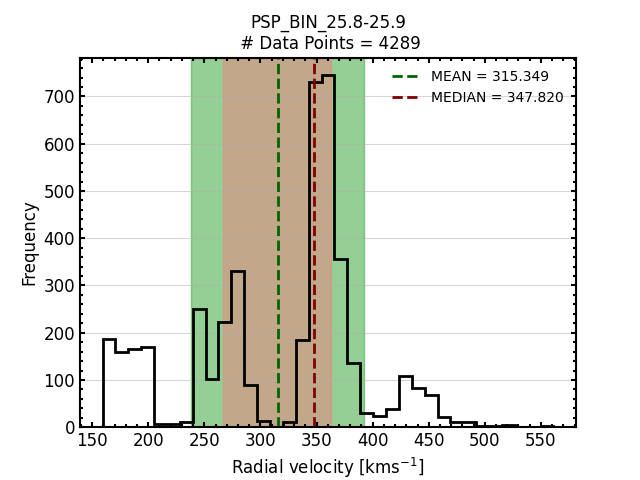 PSP_BIN_25.8-25.9
# Data Points = 4289
MEAN = 315.349
MEDIAN = 347.820
700
600
500
400
300
200
100
0
Frequency
150 200 250 300 350 400 450 500 550
Radial velocity [kms⁻¹]